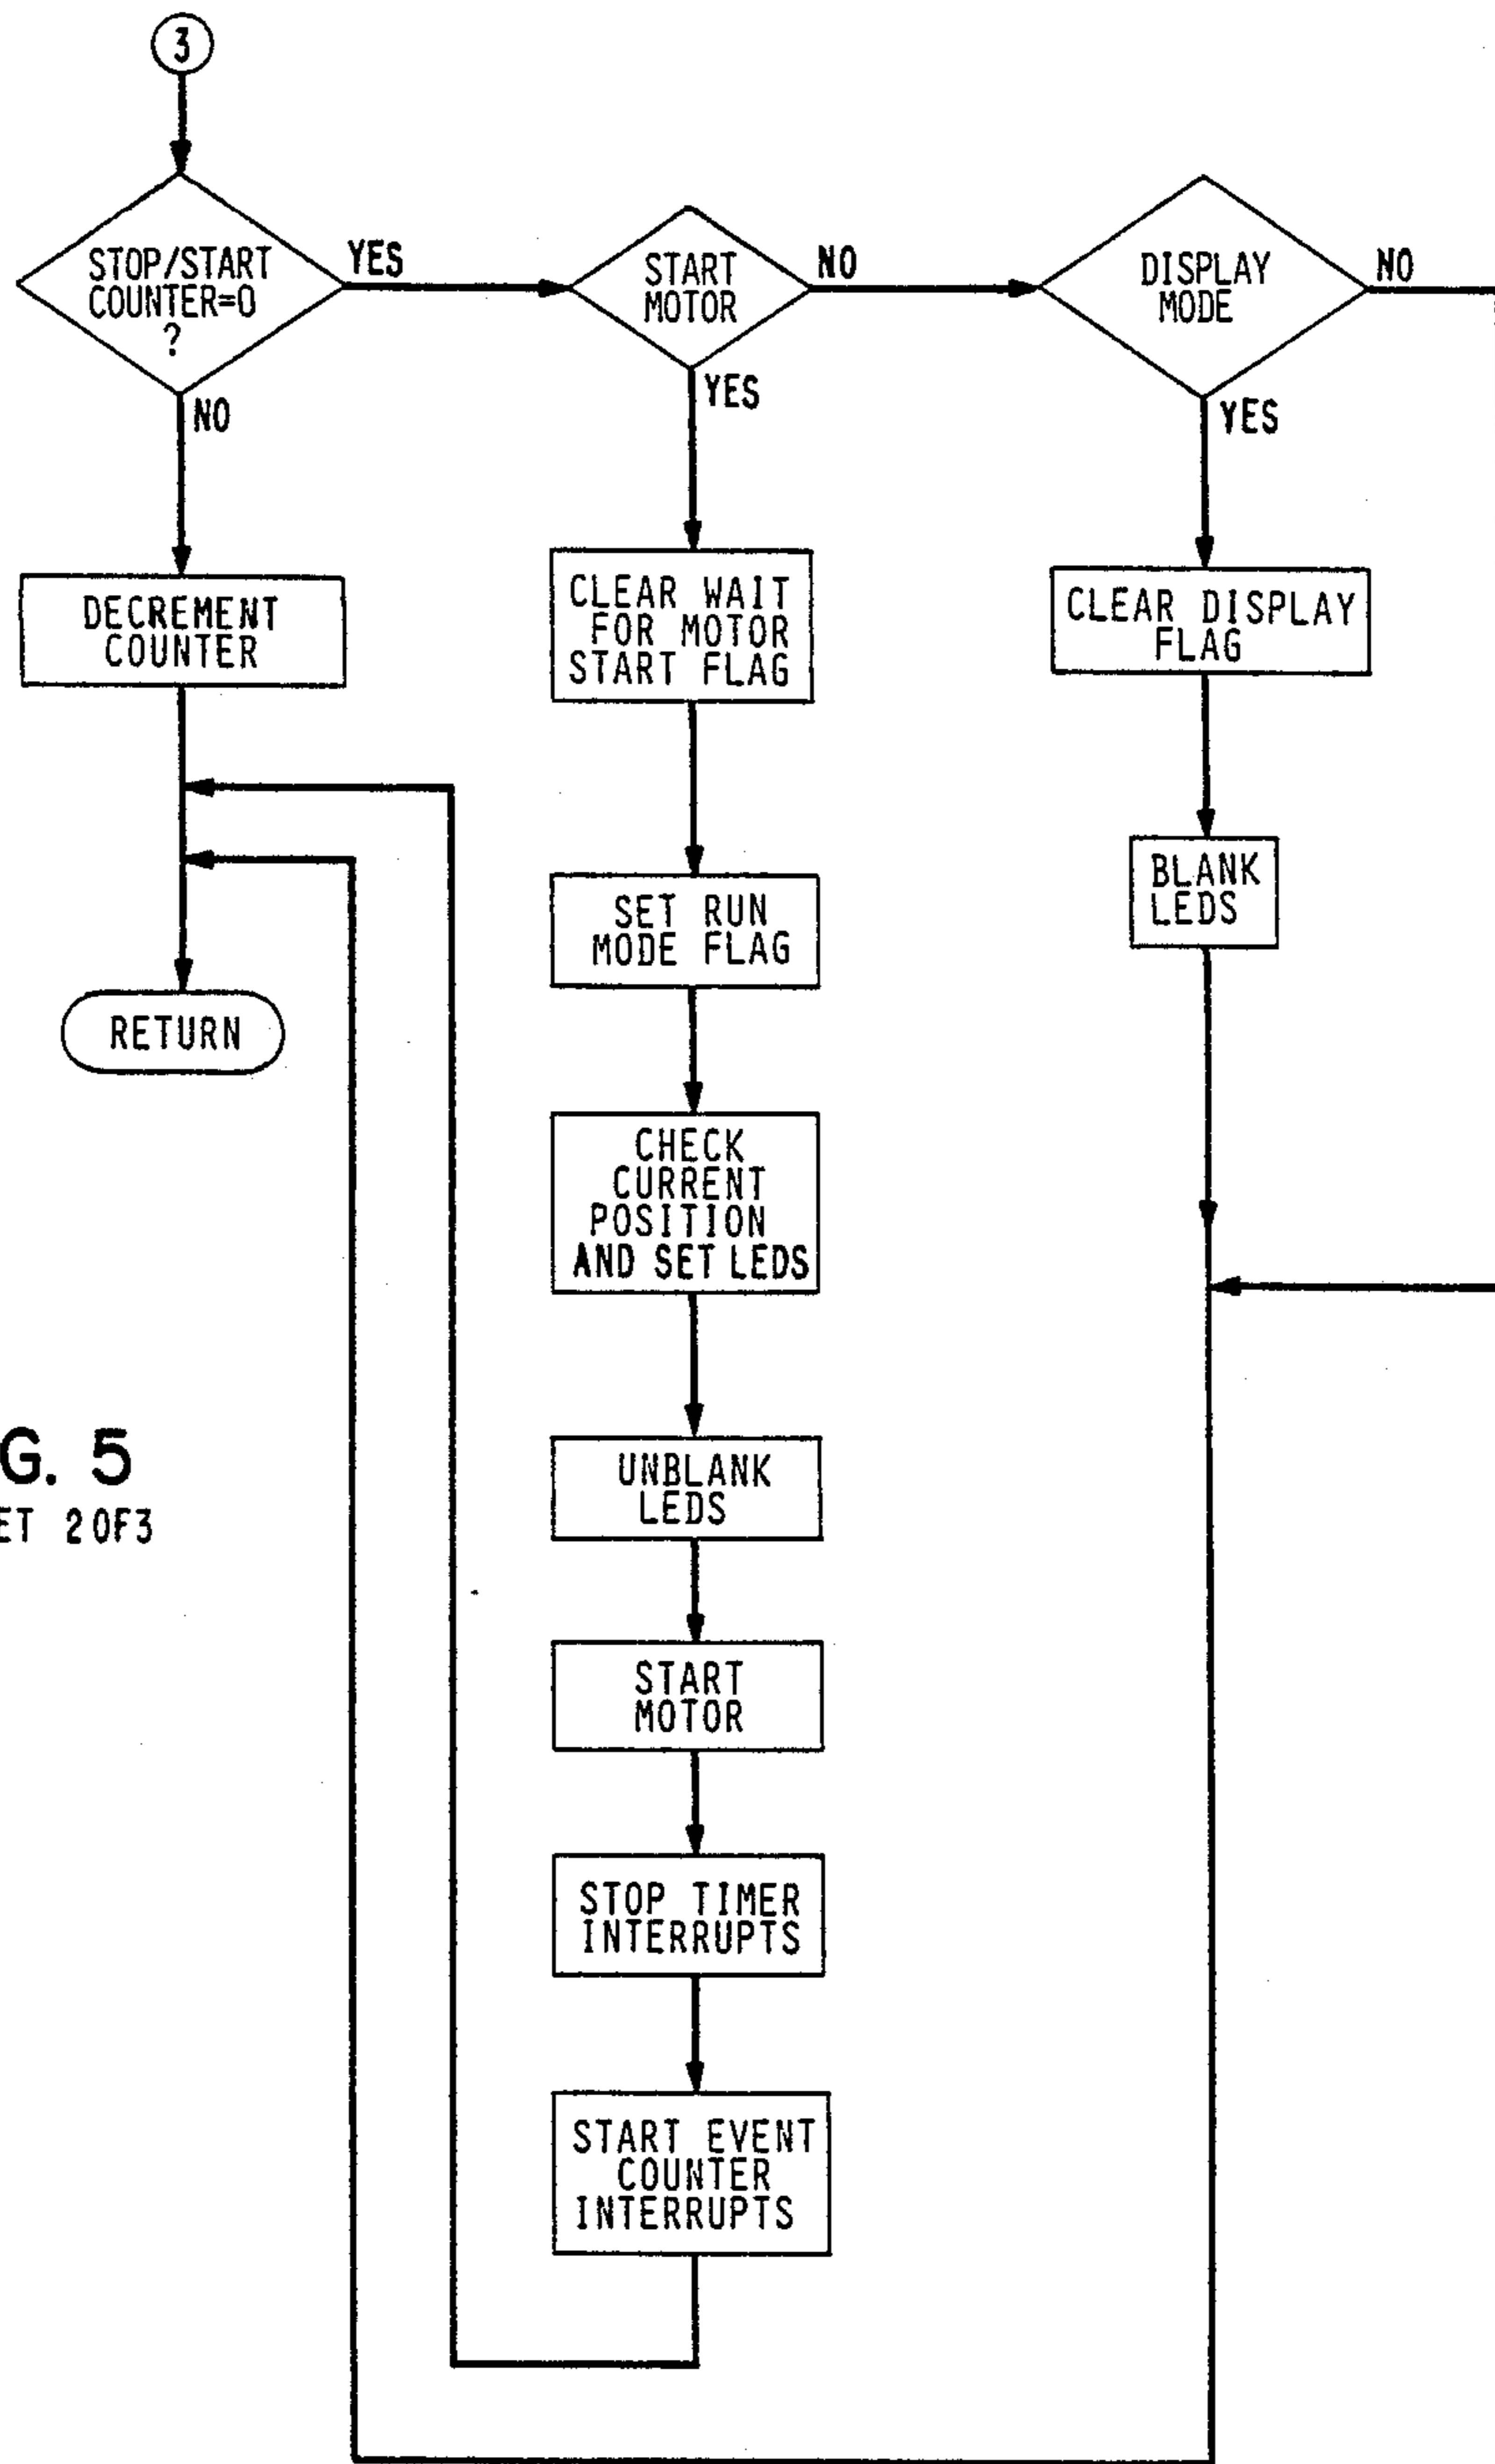 3
STOP/START
COUNTER=0
?
YES
NO
START
MOTOR
NO
YES
DISPLAY
MODE
NO
YES
DECREMENT
COUNTER
RETURN
CLEAR WAIT
FOR MOTOR
START FLAG
SET RUN
MODE FLAG
CHECK
CURRENT
POSITION
AND SET LEDS
UNBLANK
LEDS
START
MOTOR
STOP TIMER
INTERRUPTS
START EVENT
COUNTER
INTERRUPTS
CLEAR DISPLAY
FLAG
BLANK
LEDS
G. 5
ET 2OF3